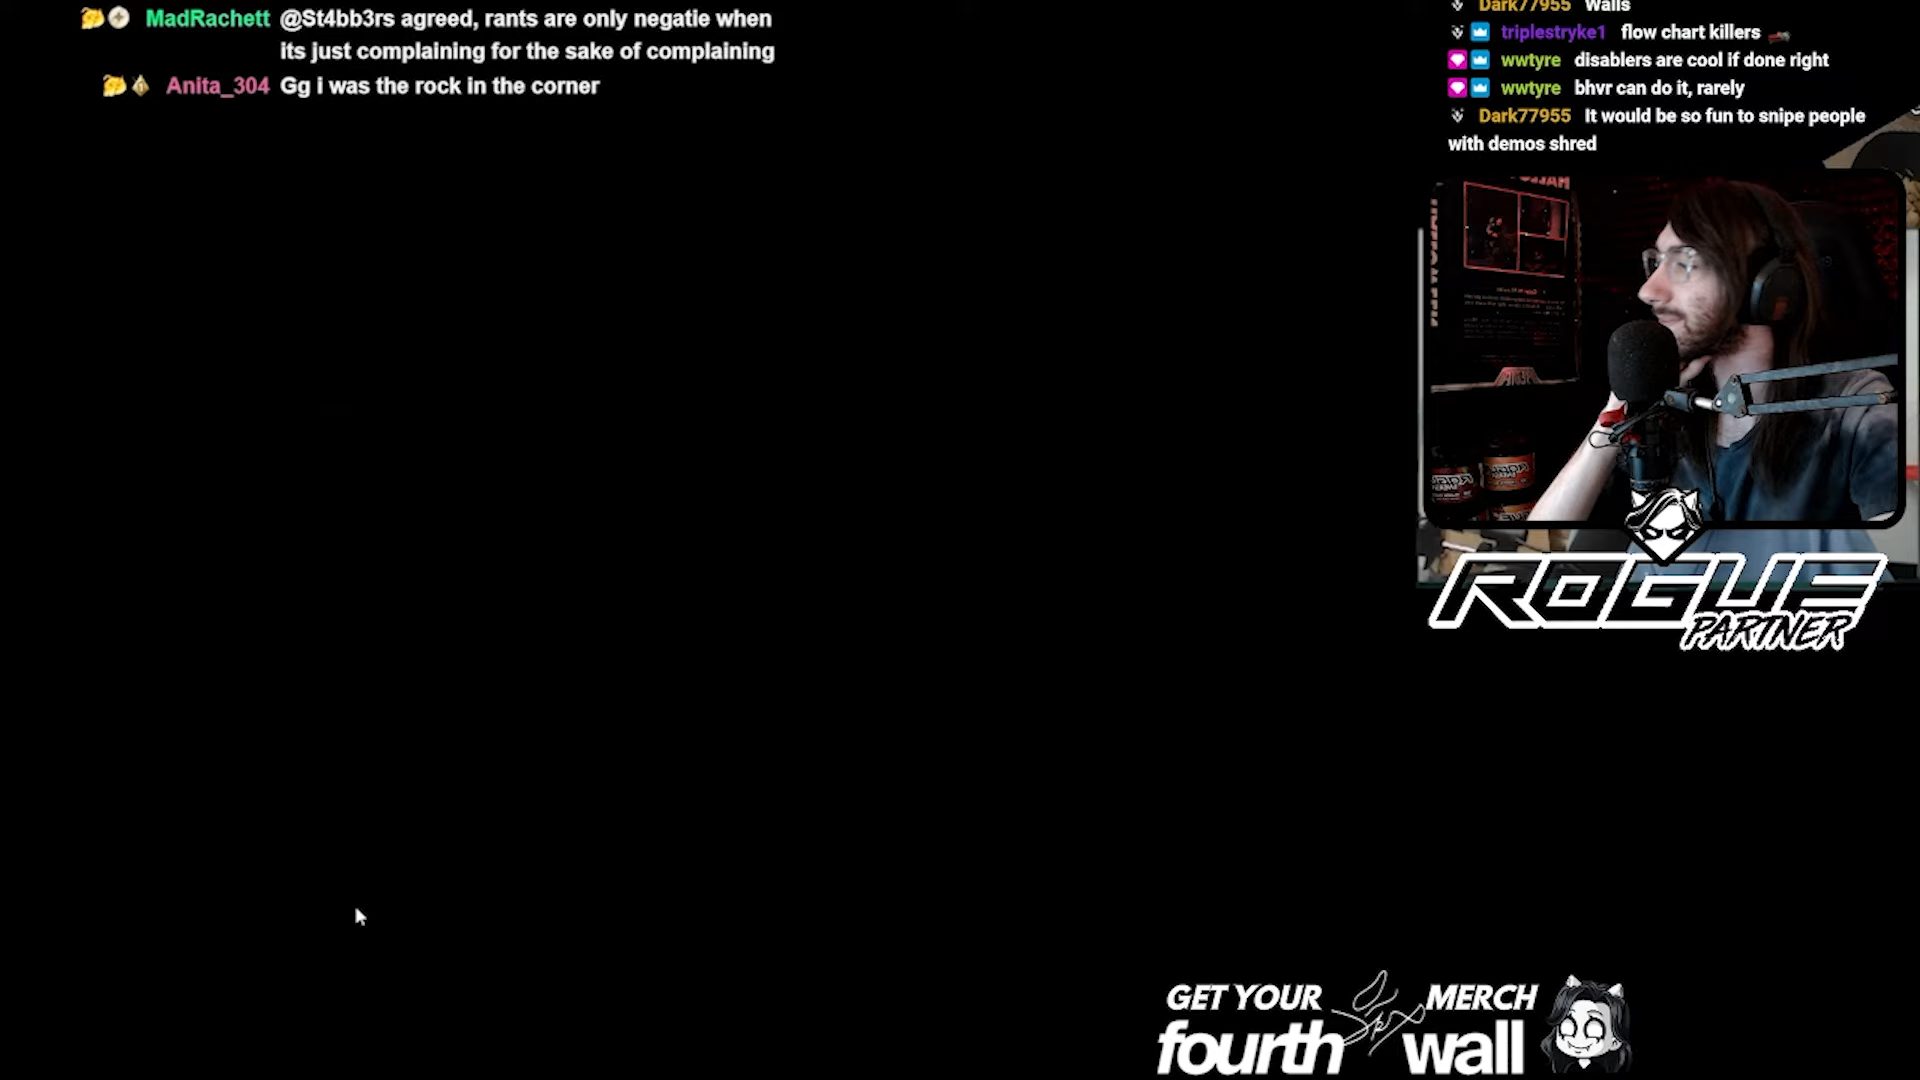 MadRachett @St4bb3rs agreed, rants are only negatie when
its just complaining for the sake of complaining
Anita_304 Gg i was the rock in the corner
Dark77955 Walls
triplestryke1 flow chart killers
wwtyre disablers are cool if done right
wwtyre bhvr can do it, rarely
Dark77955 It would be so fun to snipe people
with demos shred
ROGUE
PARTNER
GET YOUR MERCH
fourth wall